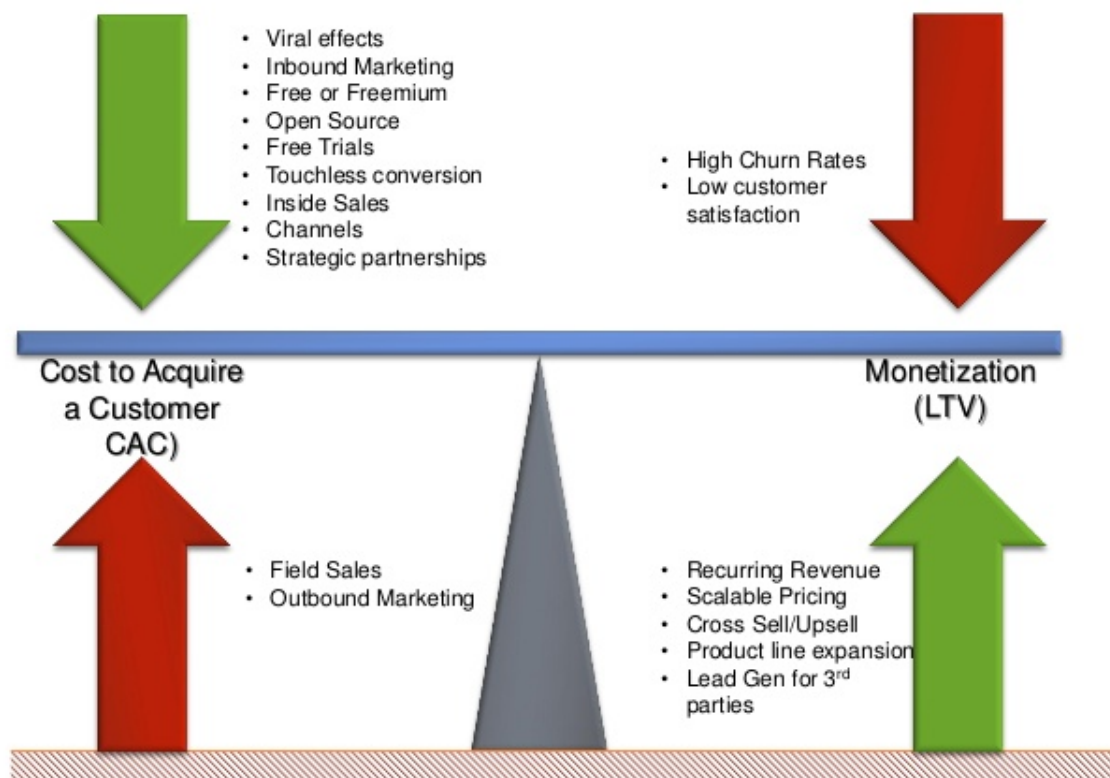 • Viral effects
• Inbound Marketing
• Free or Freemium
• Open Source
• Free Trials
• Touchless conversion
• Inside Sales
• Channels
• Strategic partnerships
• High Churn Rates
• Low customer
satisfaction
Cost to Acquire
a Customer
CAC)
Monetization
(LTV)
• Field Sales
• Outbound Marketing
• Recurring Revenue
• Scalable Pricing
• Cross Sell/Upsell
• Product line expansion
• Lead Gen for 3rd
parties